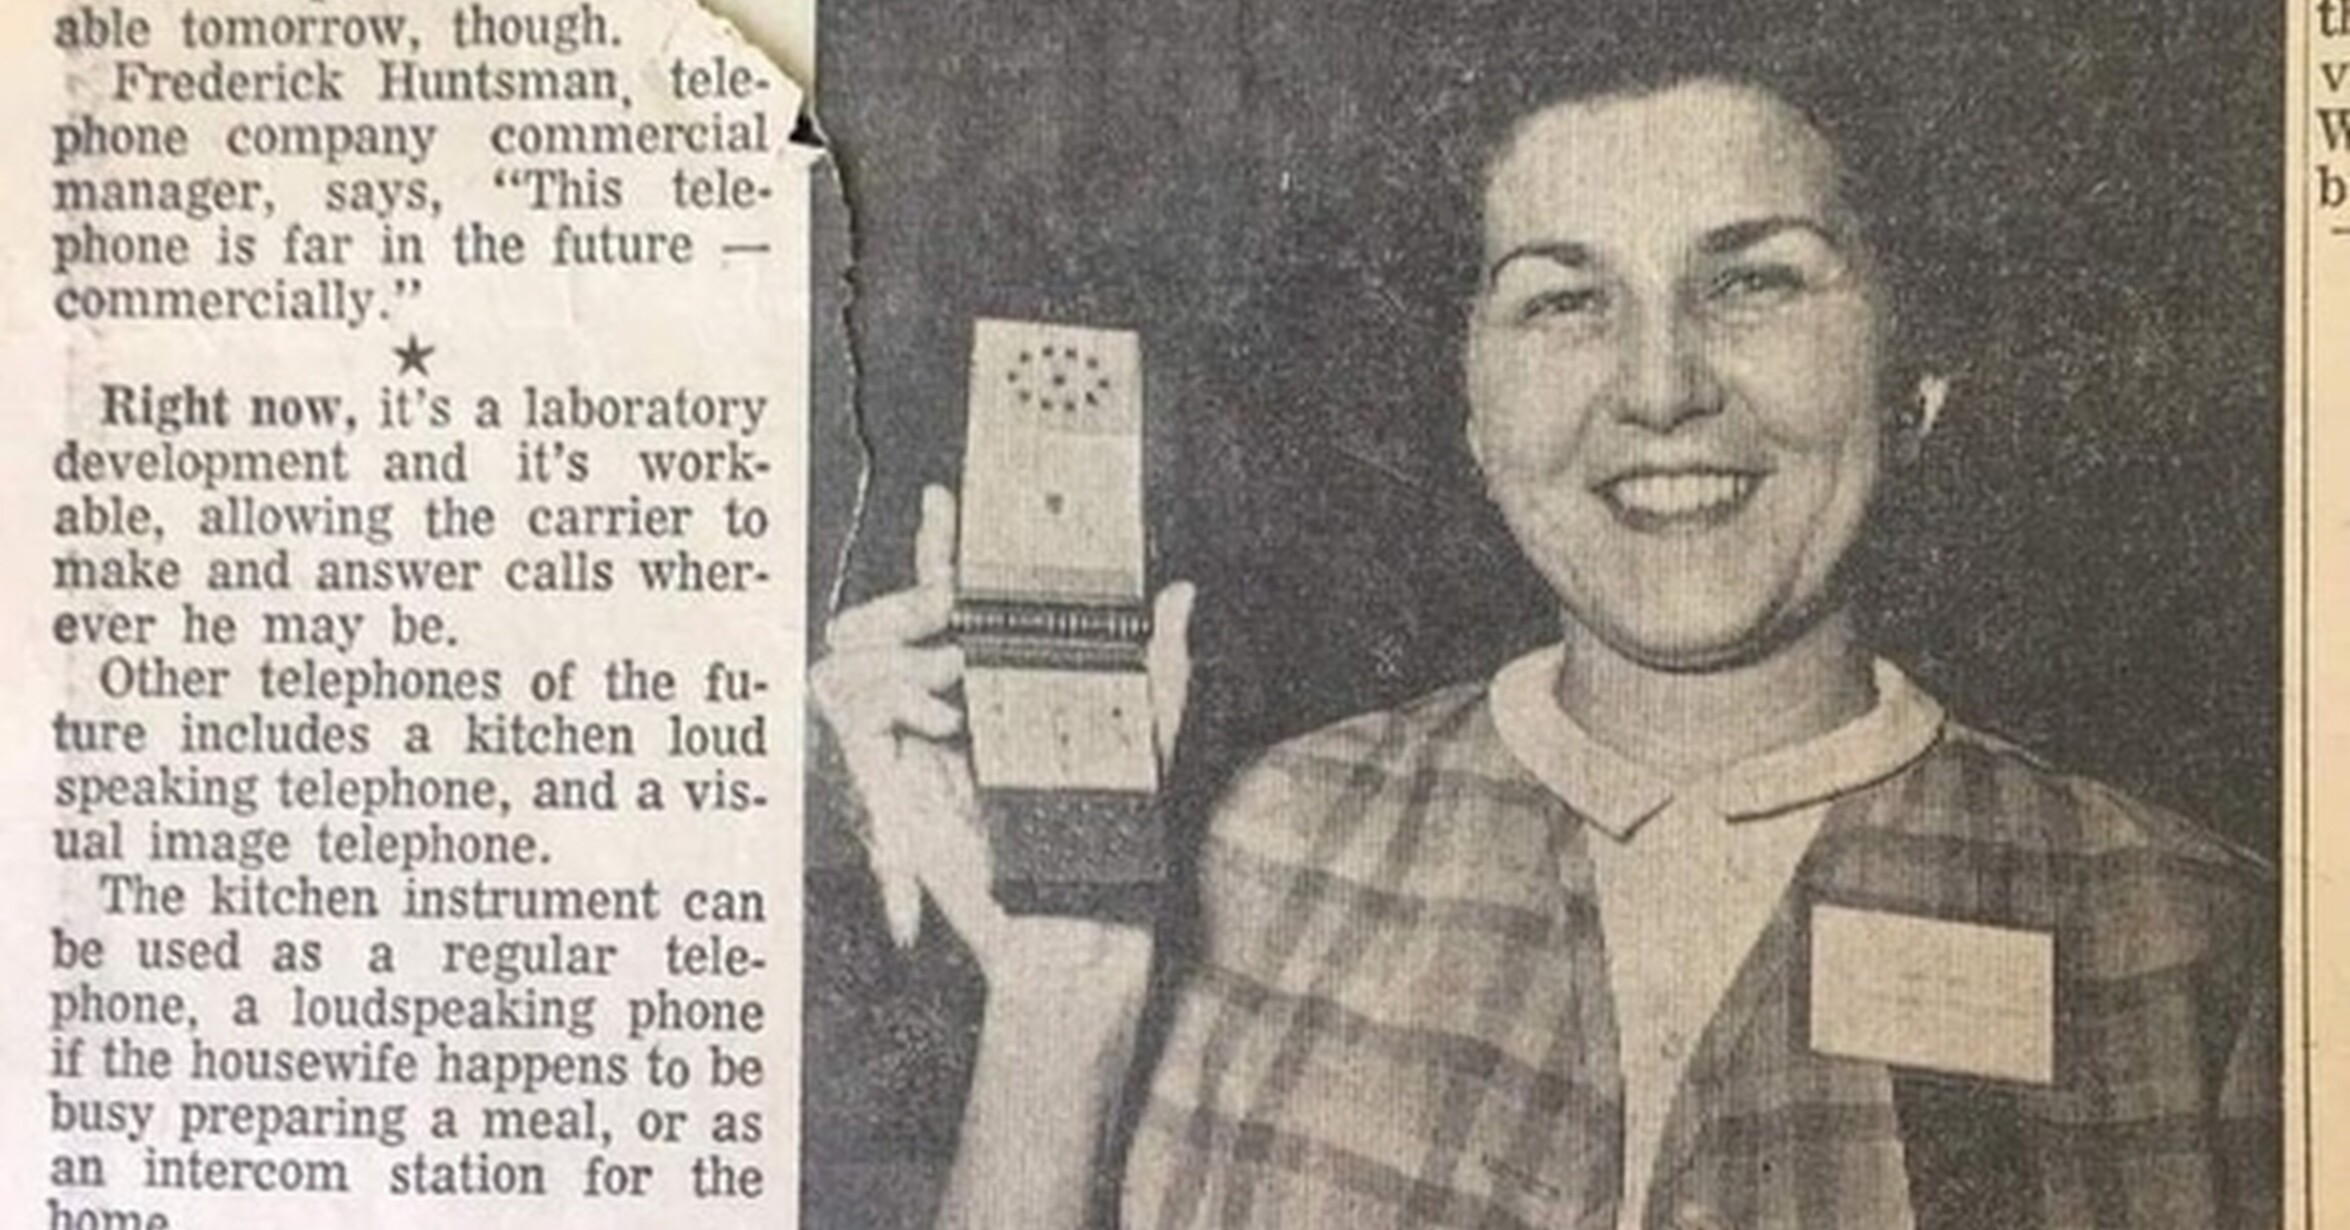 able tomorrow, though.
Frederick Huntsman, tele-
phone company commercial
manager, says, “This tele-
phone is far in the future —
commercially.”
★
Right now, it’s a laboratory
development and it’s work-
able, allowing the carrier to
make and answer calls wher-
ever he may be.
Other telephones of the fu-
ture includes a kitchen loud
speaking telephone, and a vis-
ual image telephone.
The kitchen instrument can
be used as a regular tele-
phone, a loudspeaking phone
if the housewife happens to be
busy preparing a meal, or as
an intercom station for the
home.